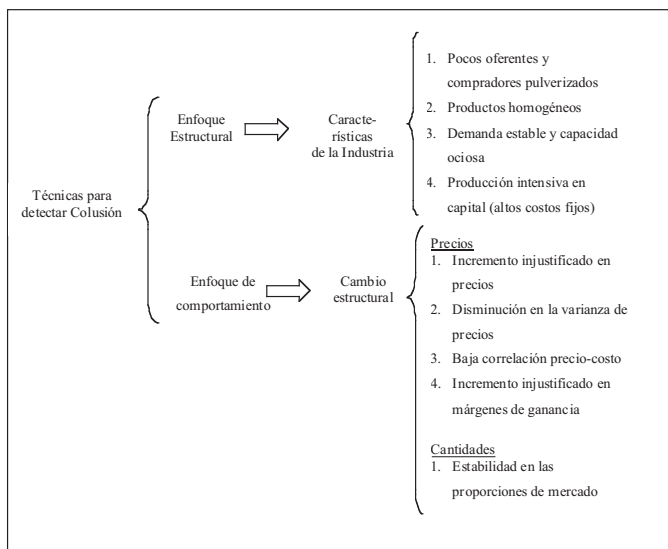 Técnicas para
detectar Colusión
Enfoque
Estructural
Caracte-
rísticas
de la Industria
1. Pocos oferentes y
compradores pulverizados
2. Productos homogéneos
3. Demanda estable y capacidad
ociosa
4. Producción intensiva en
capital (altos costos fijos)
Enfoque de
comportamiento
Cambio
estructural
Precios
1. Incremento injustificado en
precios
2. Disminución en la varianza de
precios
3. Baja correlación precio-costo
4. Incremento injustificado en
márgenes de ganancia
Cantidades
1. Estabilidad en las
proporciones de mercado